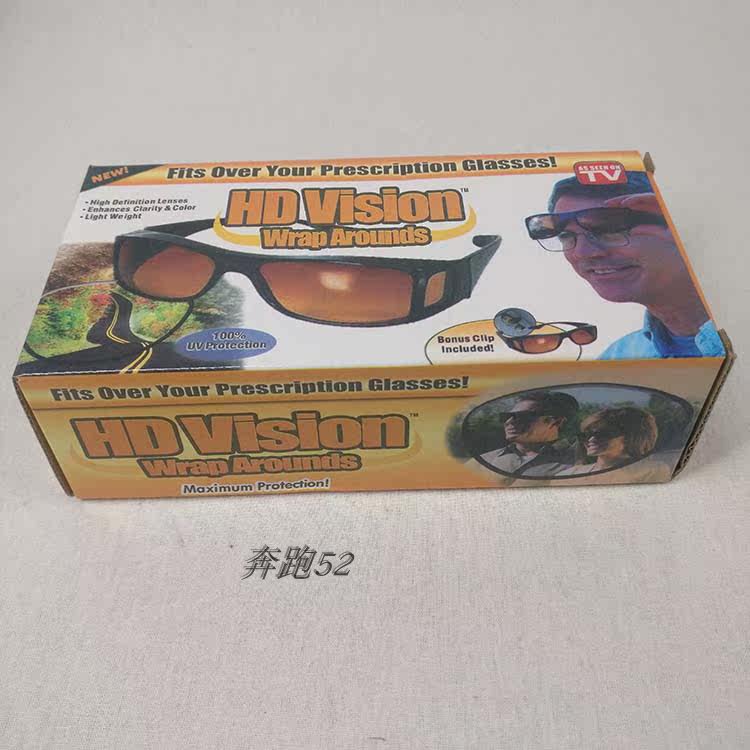 NEW!
Fits Over Your Prescription Glasses!
AS SEEN ON
TV
• High Definition Lenses
• Enhances Clarity & Color
• Light Weight
HD Vision™
Wrap Arounds
100%
UV Protection
Bonus Clip
Included!
Fits Over Your Prescription Glasses!
HD Vision™
Wrap Arounds
Maximum Protection!
奔跑52